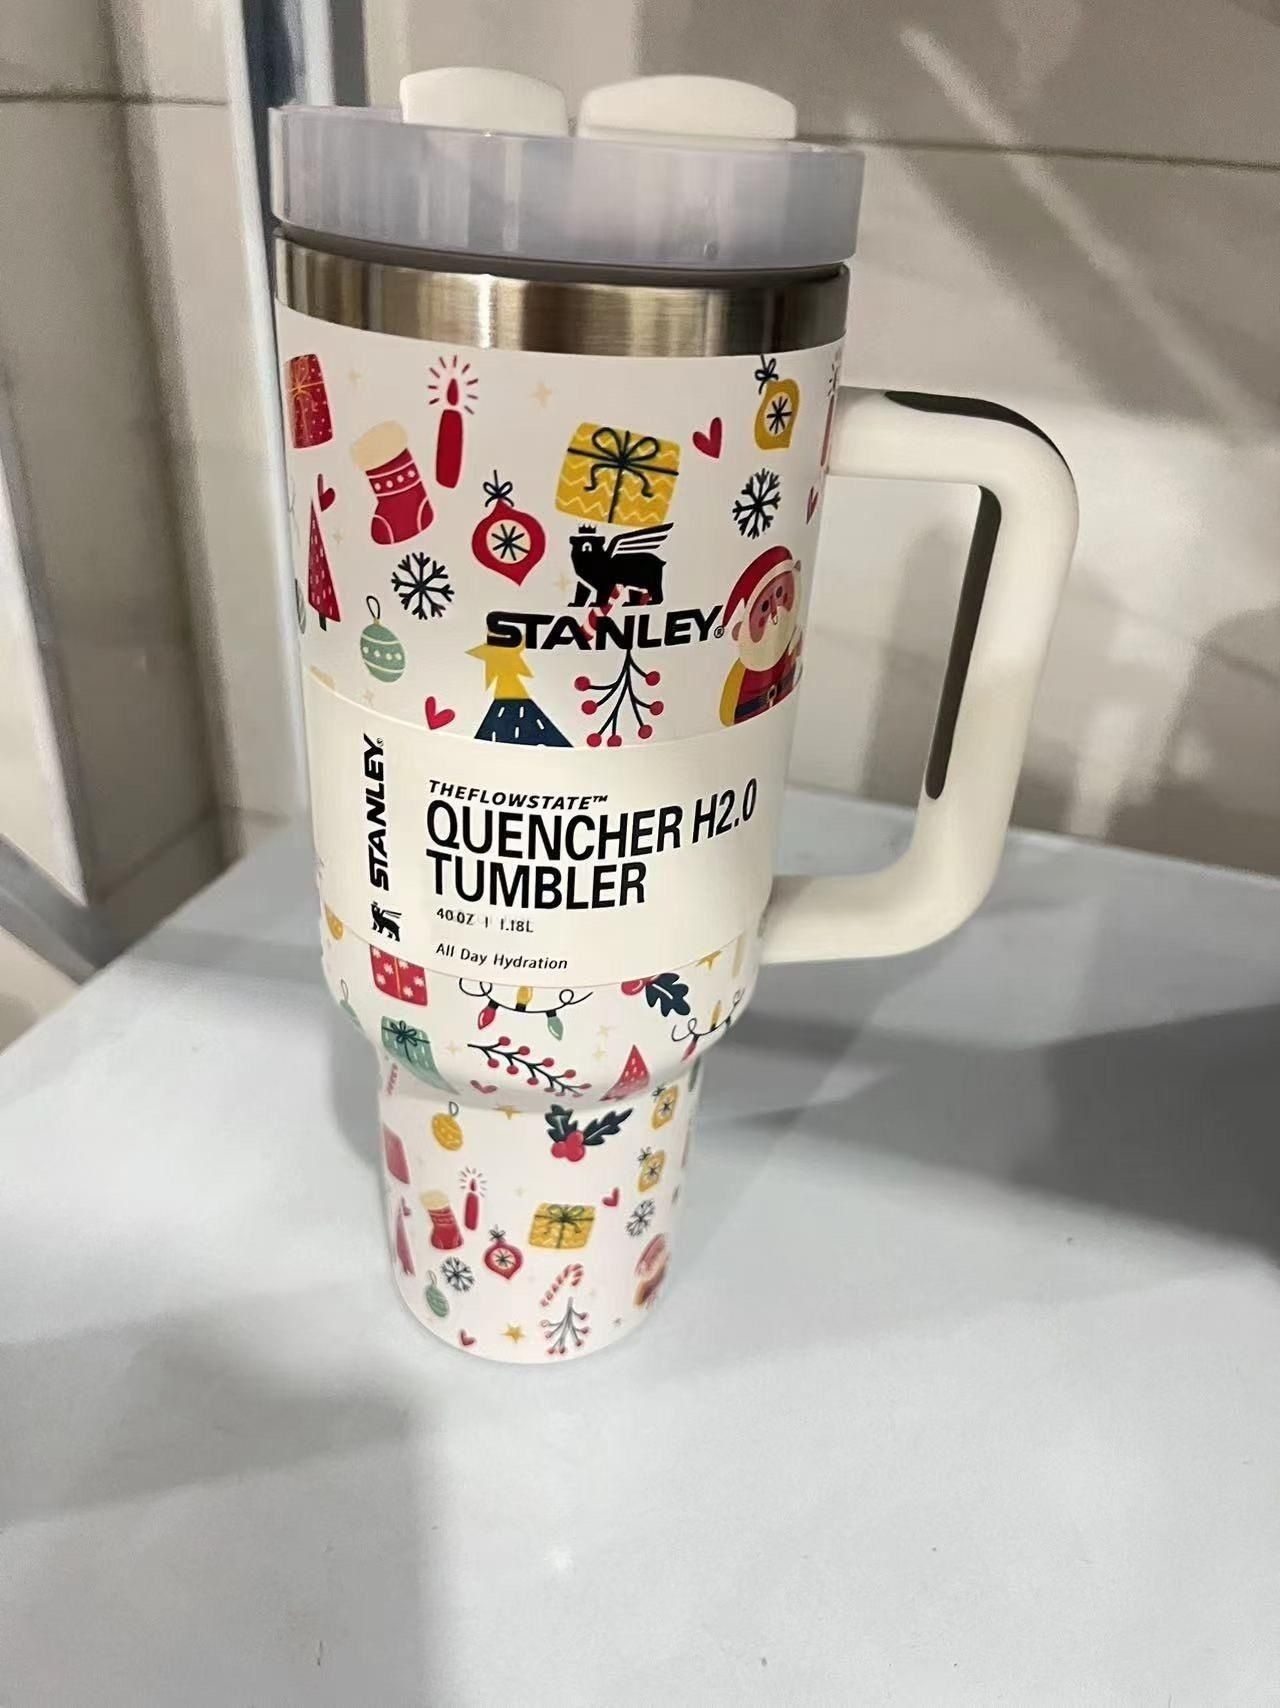 STANLEY®
STANLEY®
THEFLOWSTATE™
QUENCHER H2.0
TUMBLER
40 OZ | 1.18L
All Day Hydration